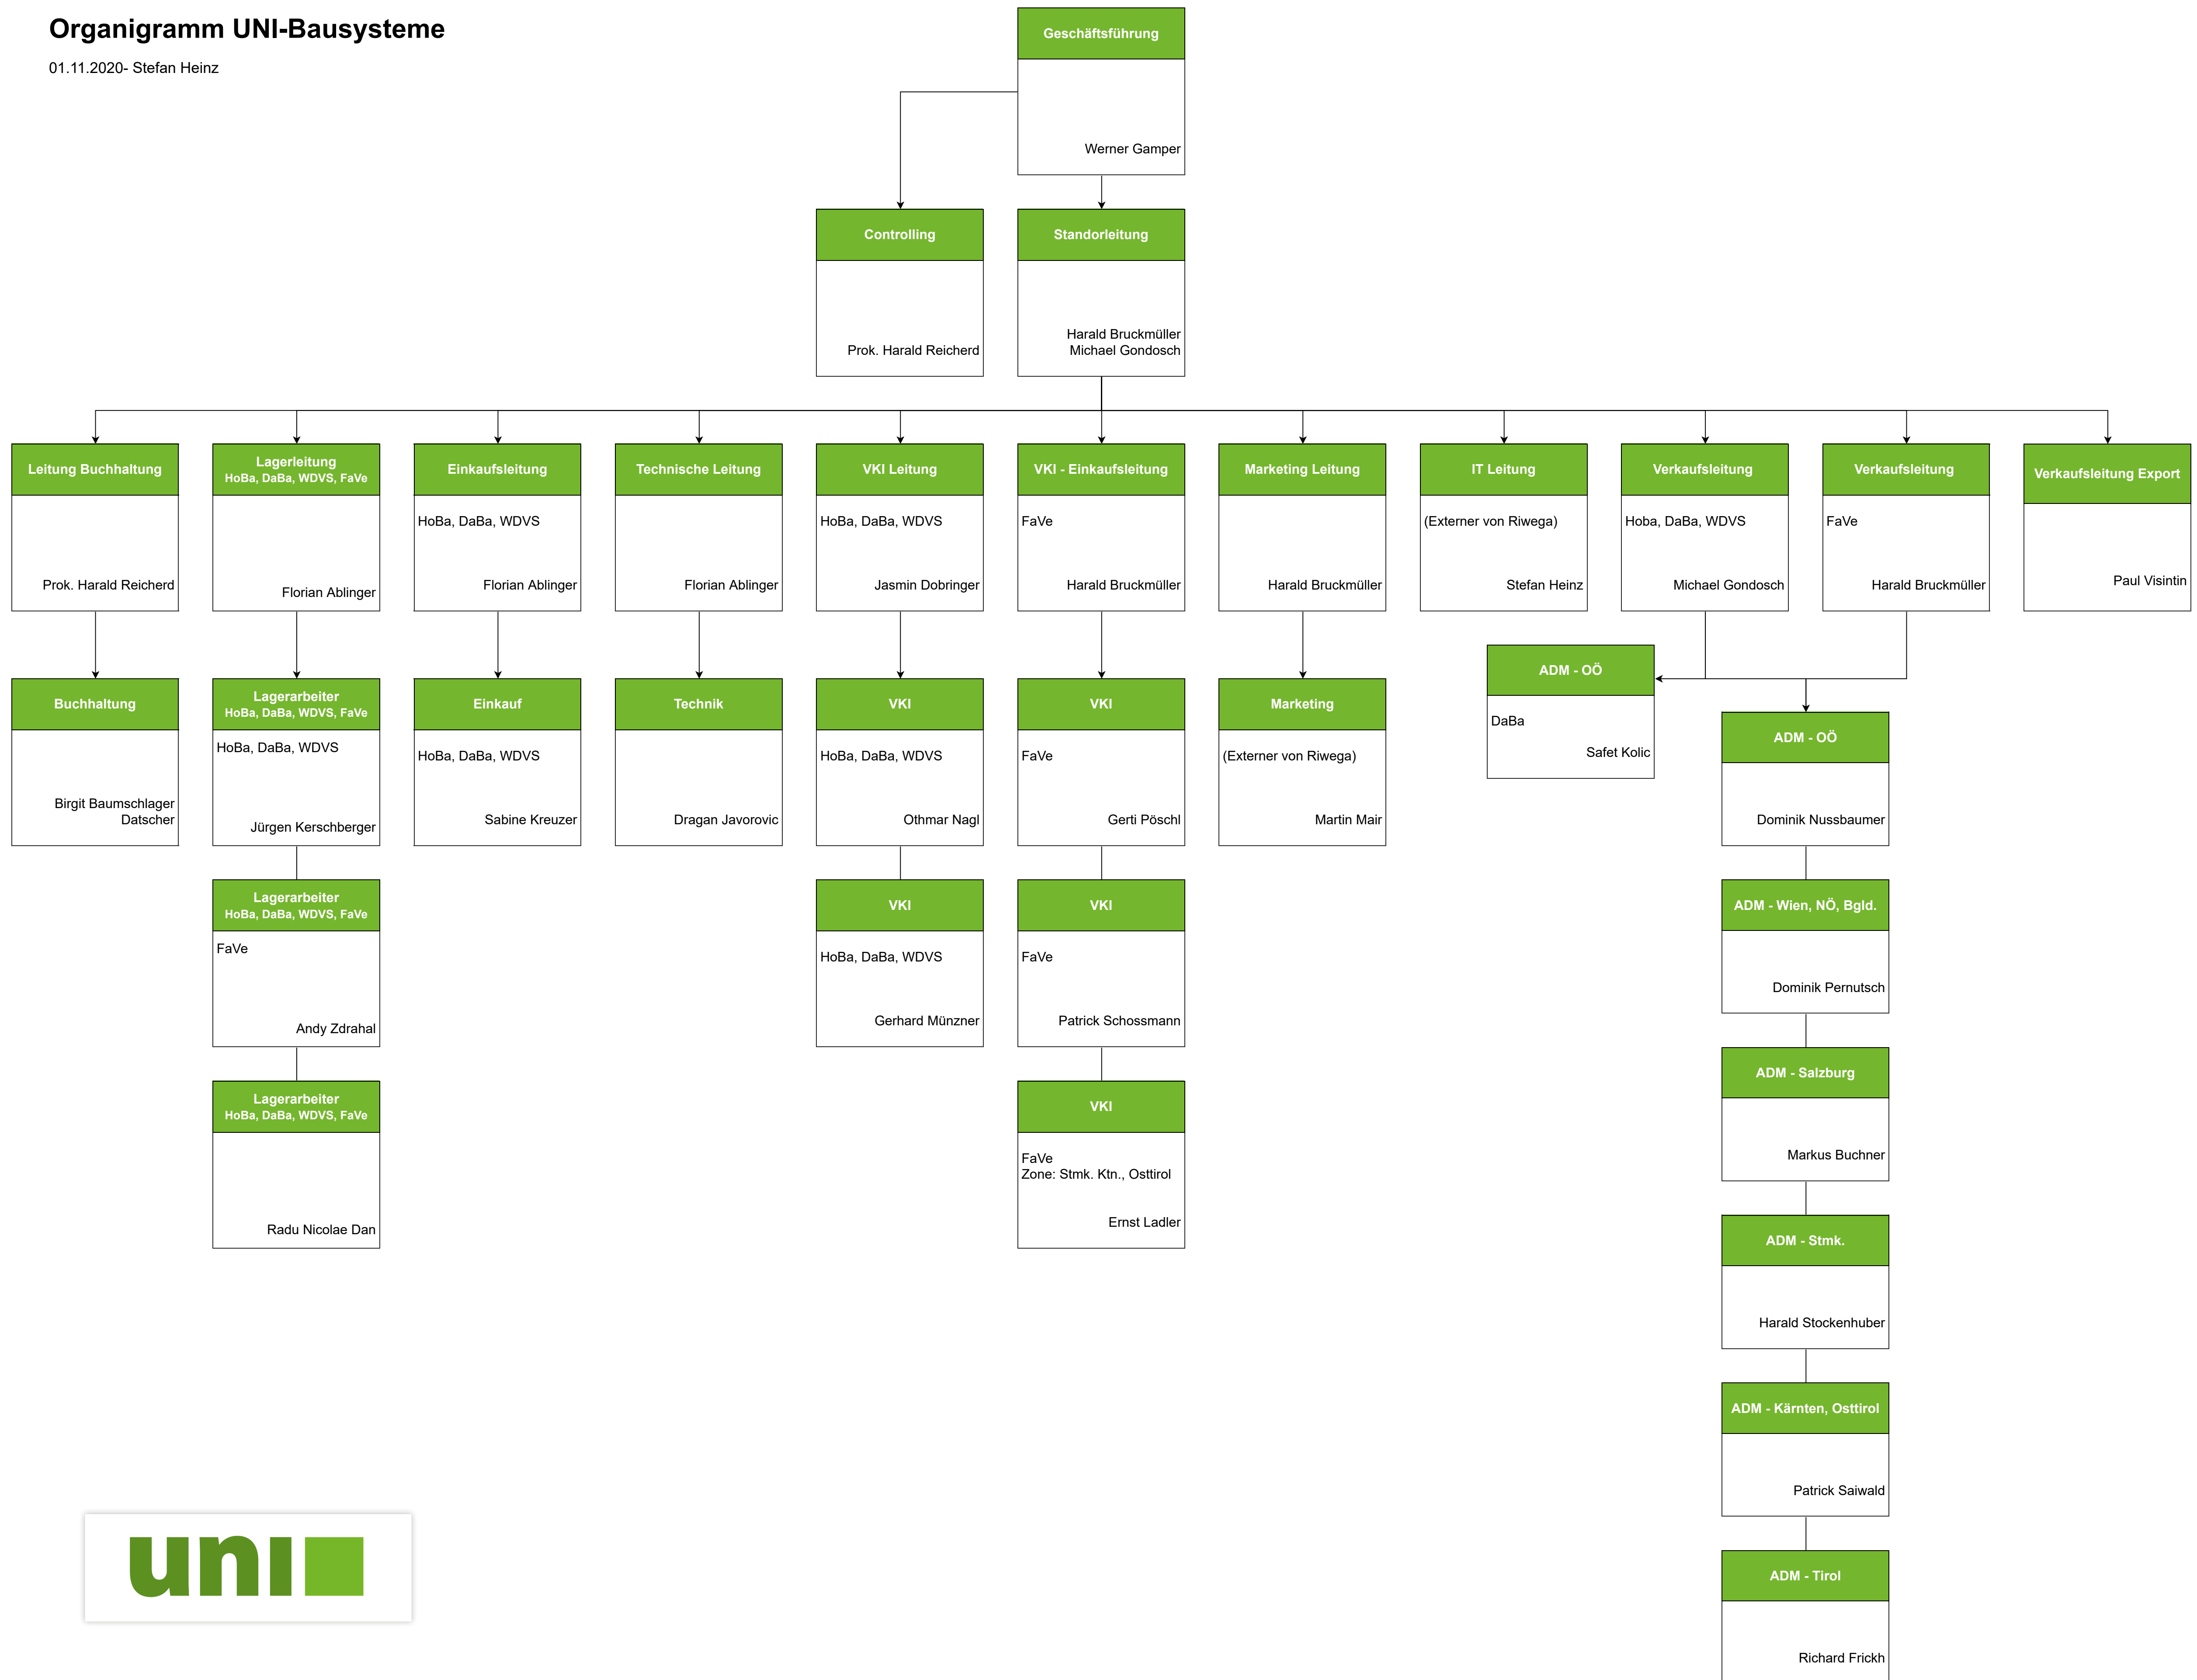 Organigramm UNI-Bausysteme
01.11.2020- Stefan Heinz
Geschäftsführung
Werner Gamper
Controlling
Prok. Harald Reicherd
Standorleitung
Harald Bruckmüller
Michael Gondosch
Leitung Buchhaltung
Prok. Harald Reicherd
Lagerleitung
HoBa, DaBa, WDVS, FaVe
Florian Ablinger
Einkaufsleitung
HoBa, DaBa, WDVS
Florian Ablinger
Technische Leitung
Florian Ablinger
VKI Leitung
HoBa, DaBa, WDVS
Jasmin Dobringer
VKI - Einkaufsleitung
FaVe
Harald Bruckmüller
Marketing Leitung
Harald Bruckmüller
IT Leitung
(Externer von Riwega)
Stefan Heinz
Verkaufsleitung
Hoba, DaBa, WDVS
Michael Gondosch
Verkaufsleitung
FaVe
Harald Bruckmüller
Verkaufsleitung Export
Paul Visintin
Buchhaltung
Birgit Baumschlager
Datscher
Lagerarbeiter
HoBa, DaBa, WDVS, FaVe
HoBa, DaBa, WDVS
Jürgen Kerschberger
Einkauf
HoBa, DaBa, WDVS
Sabine Kreuzer
Technik
Dragan Javorovic
VKI
HoBa, DaBa, WDVS
Othmar Nagl
VKI
FaVe
Gerti Pöschl
Marketing
(Externer von Riwega)
Martin Mair
ADM - OÖ
DaBa
Safet Kolic
ADM - OÖ
Dominik Nussbaumer
Lagerarbeiter
HoBa, DaBa, WDVS, FaVe
FaVe
Andy Zdrahal
VKI
HoBa, DaBa, WDVS
Gerhard Münzner
VKI
FaVe
Patrick Schossmann
ADM - Wien, NÖ, Bgld.
Dominik Pernutsch
Lagerarbeiter
HoBa, DaBa, WDVS, FaVe
Radu Nicolae Dan
VKI
FaVe
Zone: Stmk. Ktn., Osttirol
Ernst Ladler
ADM - Salzburg
Markus Buchner
ADM - Stmk.
Harald Stockenhuber
ADM - Kärnten, Osttirol
Patrick Saiwald
ADM - Tirol
Richard Frickh
uni